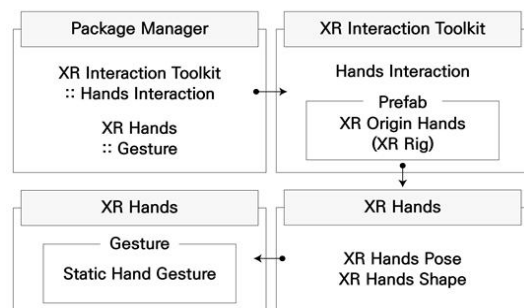 Package Manager
XR Interaction Toolkit
:: Hands Interaction
XR Hands
:: Gesture
XR Interaction Toolkit
Hands Interaction
Prefab
XR Origin Hands
(XR Rig)
XR Hands
Gesture
Static Hand Gesture
XR Hands
XR Hands Pose
XR Hands Shape